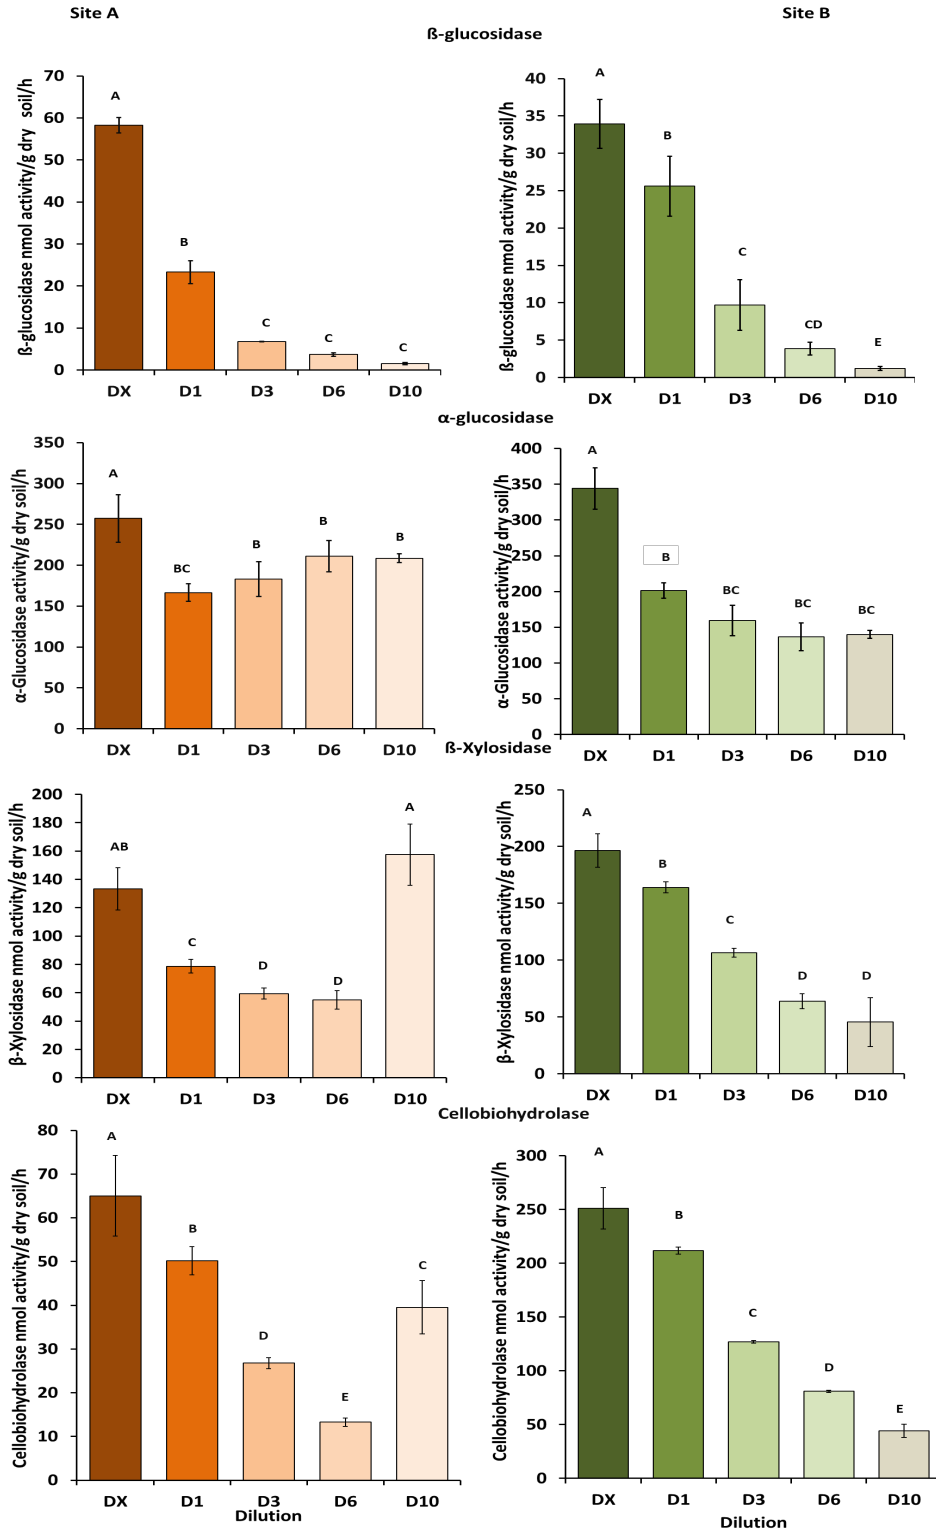 Site A
Site B
ß-glucosidase
ß-glucosidase nmol activity/g dry soil/h
70
60
50
40
30
20
10
0
A
B
C
C
C
DX D1 D3 D6 D10
ß-glucosidase nmol activity/g dry soil/h
40
35
30
25
20
15
10
5
0
A
B
C
CD
E
DX D1 D3 D6 D10
α-glucosidase
α-Glucosidase activity/g dry soil/h
350
300
250
200
150
100
50
0
A
BC
B
B
B
DX D1 D3 D6 D10
α-Glucosidase activity/g dry soil/h
400
350
300
250
200
150
100
50
0
A
B
BC
BC
BC
DX D1 D3 D6 D10
ß-Xylosidase
β-Xylosidase nmol activity/g dry soil/h
200
180
160
140
120
100
80
60
40
20
0
AB
C
D
D
A
DX D1 D3 D6 D10
β-Xylosidase nmol activity/g dry soil/h
250
200
150
100
50
0
A
B
C
D
D
DX D1 D3 D6 D10
Cellobiohydrolase
Cellobiohydrolase nmol activity/g dry soil/h
80
70
60
50
40
30
20
10
0
A
B
D
E
C
DX D1 D3 D6 D10
Dilution
Cellobiohydrolase nmol activity/g dry soil/h
300
250
200
150
100
50
0
A
B
C
D
E
DX D1 D3 D6 D10
Dilution